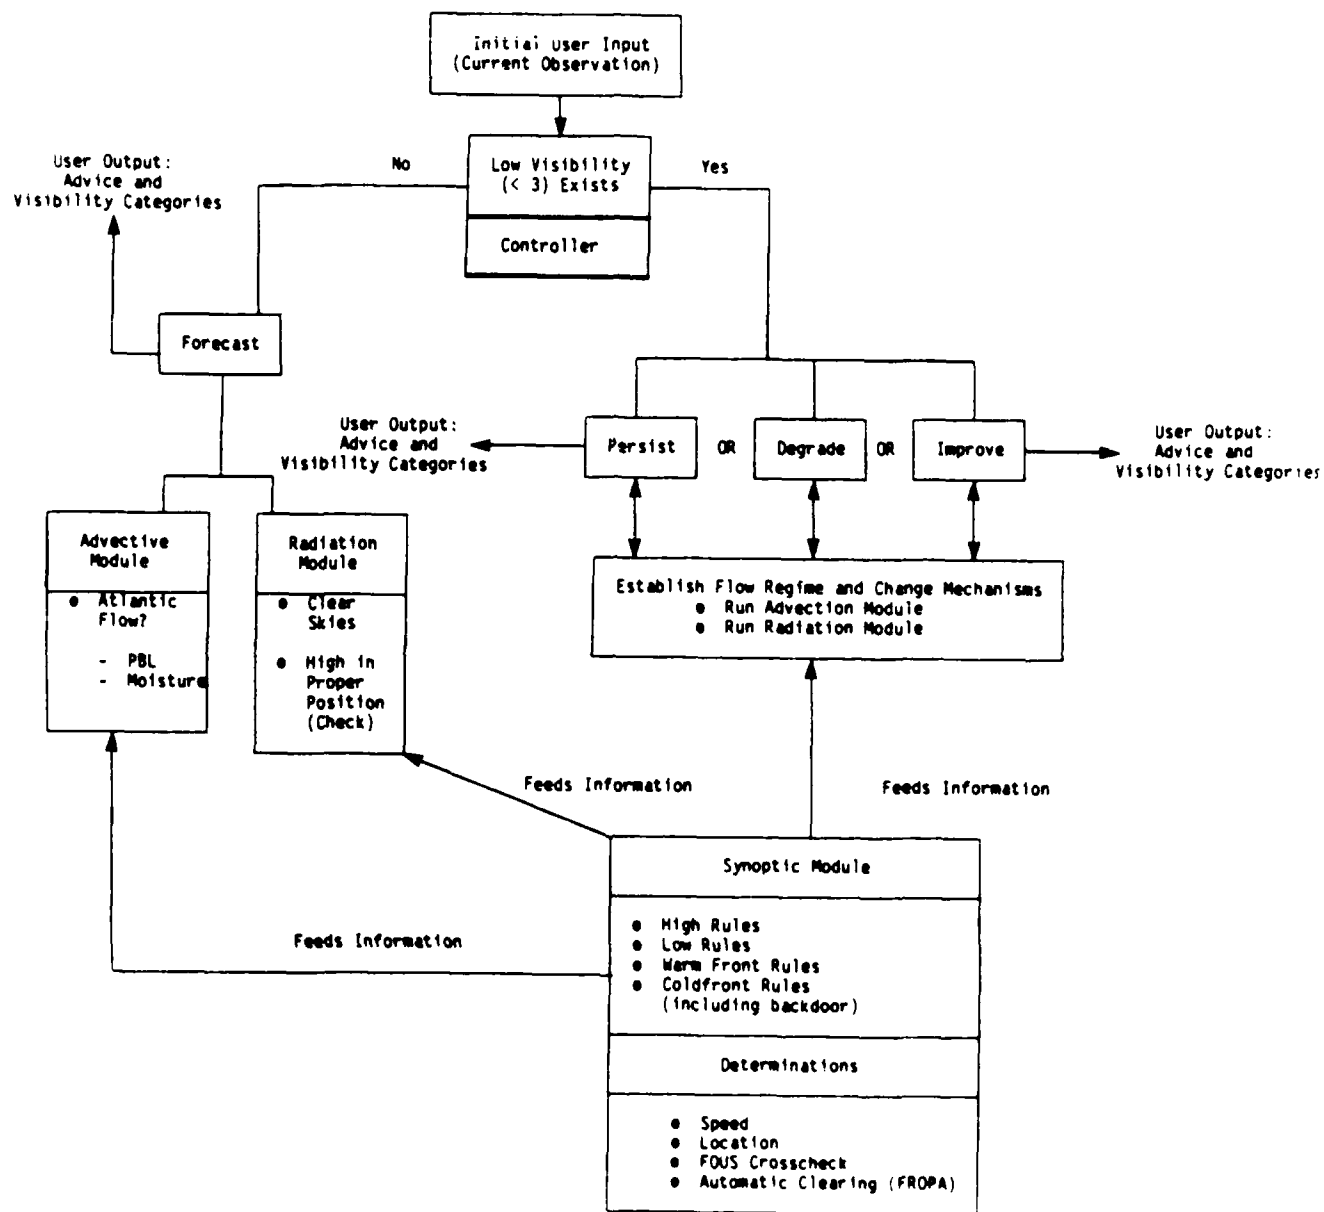 Initial User Input
(Current Observation)
Low Visibility
(< 3) Exists
Controller
No
Yes
User Output:
Advice and
Visibility Categories
Forecast
User Output:
Advice and
Visibility Categories
Persist
OR
Degrade
OR
Improve
User Output:
Advice and
Visibility Categories
Advective
Module
● Atlantic
Flow?
- PBL
- Moisture
Radiation
Module
● Clear
Skies
● High in
Proper
Position
(Check)
Establish Flow Regime and Change Mechanisms
● Run Advection Module
● Run Radiation Module
Feeds Information
Feeds Information
Feeds Information
Synoptic Module
● High Rules
● Low Rules
● Warm Front Rules
● Coldfront Rules
(including backdoor)
Determinations
● Speed
● Location
● FOUS Crosscheck
● Automatic Clearing (FROPA)